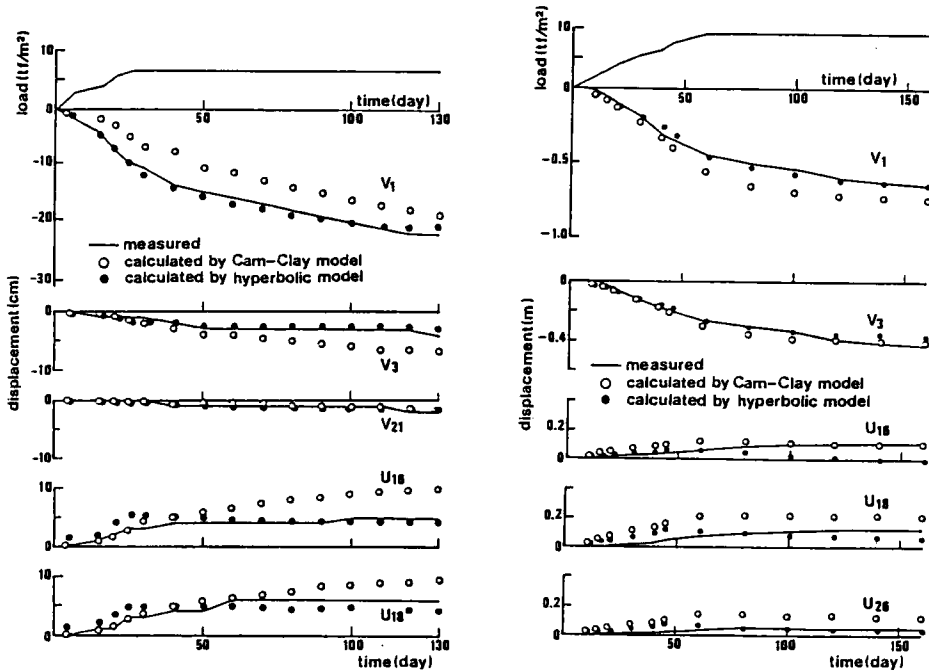 load(tf/m²)
10
0
time(day)
50
100
130
-10
-20
-30
V1
measured
calculated by Cam-Clay model
calculated by hyperbolic model
displacement(cm)
0
-10
V3
0
-10
V21
10
0
U16
10
0
U18
50
100
130
time(day)
load(tf/m²)
10
0
time(day)
50
100
150
-0.5
-1.0
V1
displacement(m)
0
-0.4
V3
measured
calculated by Cam-Clay model
calculated by hyperbolic model
0.2
0
U16
0.2
0
U18
0.2
0
U26
50
100
150
time(day)